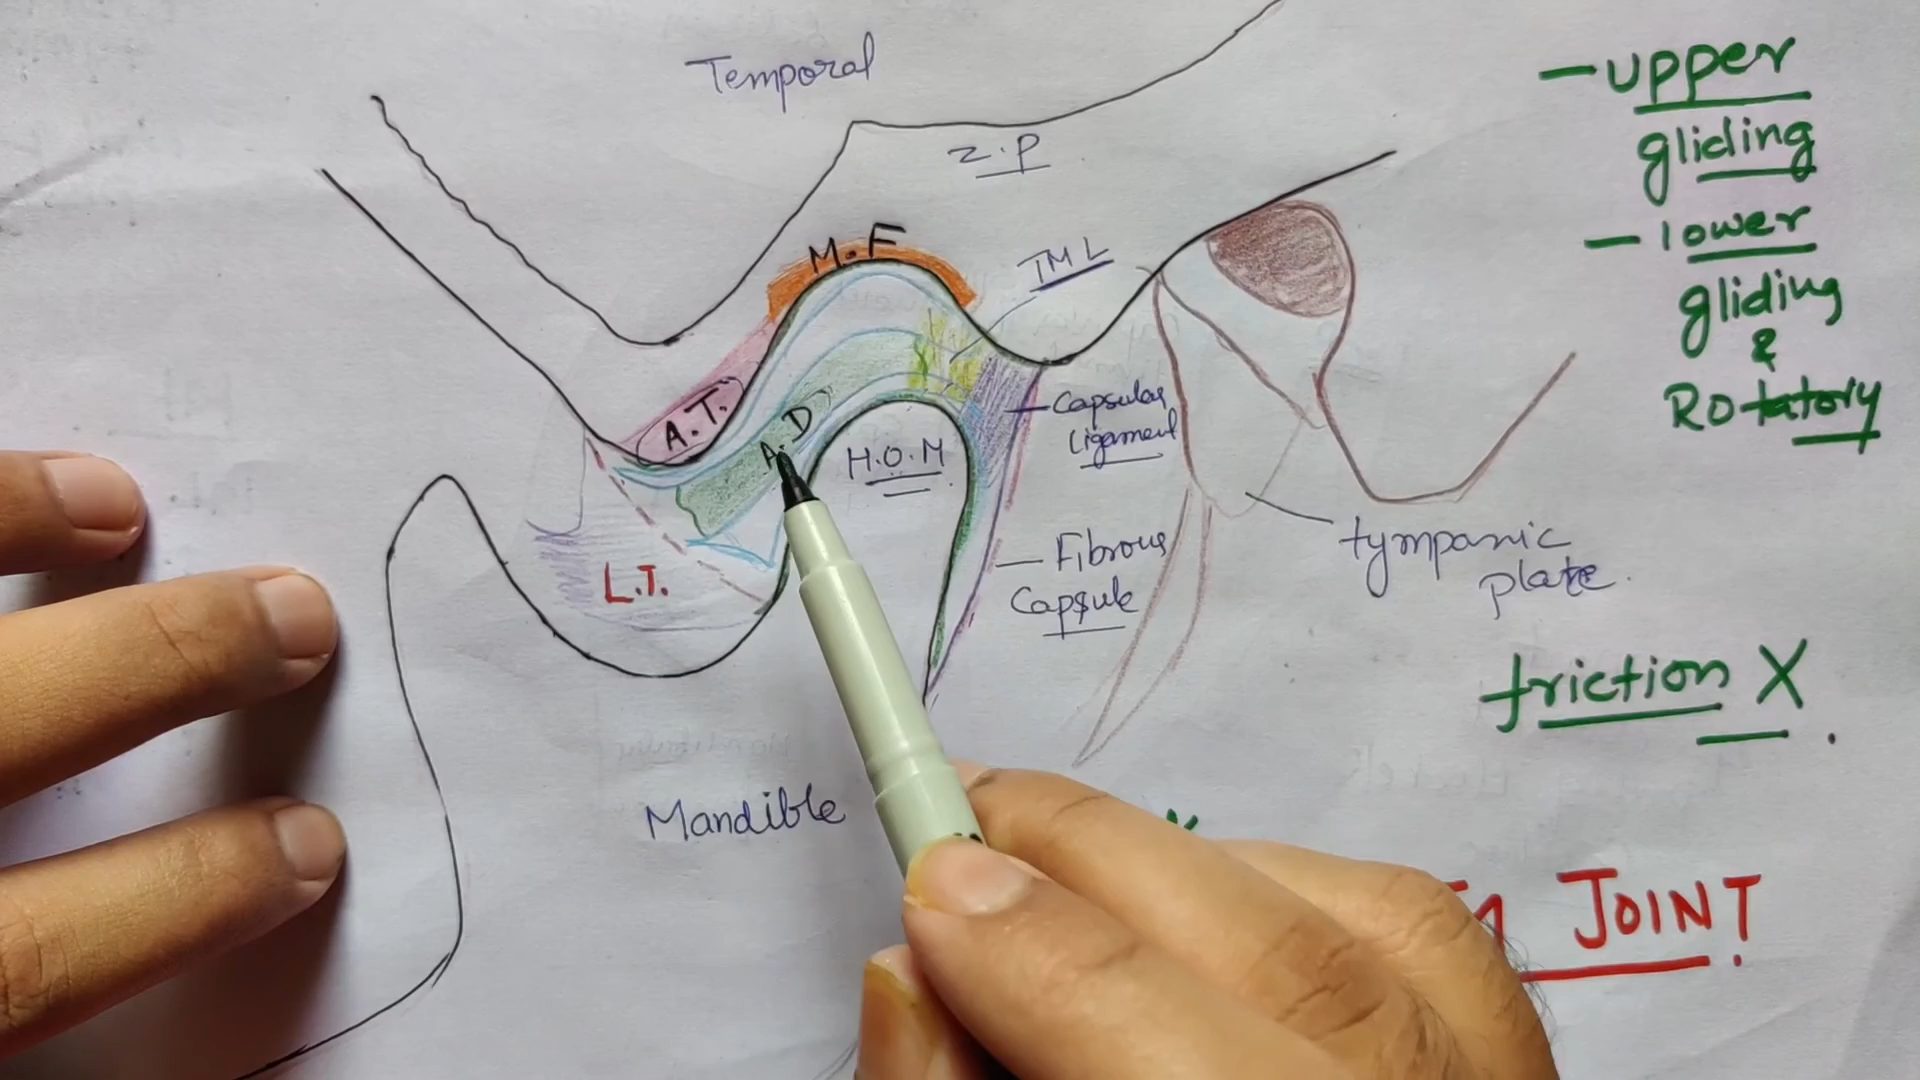 Temporal
Z.P
M.F
TML
A.T.
A.D
H.O.M
Capsular
Ligament
L.T.
Fibrous
Capsule
tympanic
plate.
Mandible
- upper
gliding
- lower
gliding
&
Rotatory
friction X.
JOINT